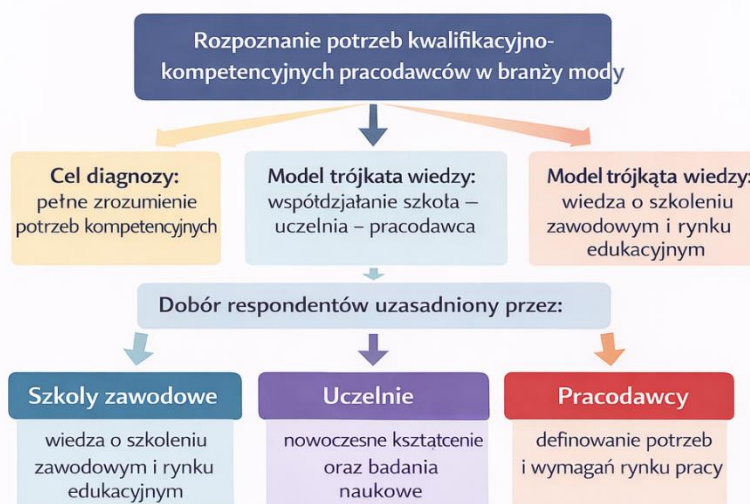 Rozpoznanie potrzeb kwalifikacyjno-
kompetencyjnych pracodawców w branży mody
Cel diagnozy:
pełne zrozumienie
potrzeb kompetencyjnych
Model trójkata wiedzy:
współdziałanie szkoła –
uczelnia – pracodawca
Model trójkąta wiedzy:
wiedza o szkoleniu
zawodowym i rynku
edukacyjnym
Dobór respondentów uzasadniony przez:
Szkoly zawodowe
wiedza o szkoleniu
zawodowym i rynku
edukacyjnym
Uczelnie
nowoczesne ksztątcenie
oraz badania
naukowe
Pracodawcy
definowanie potrzeb
i wymagań rynku pracy